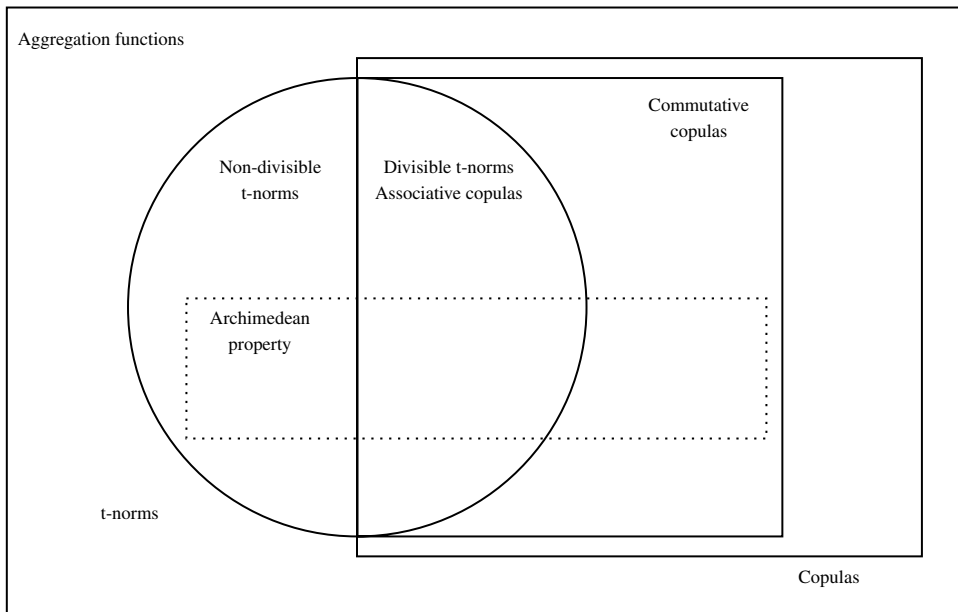 Aggregation functions
Commutative
copulas
Non-divisible
t-norms
Divisible t-norms
Associative copulas
Archimedean
property
t-norms
Copulas